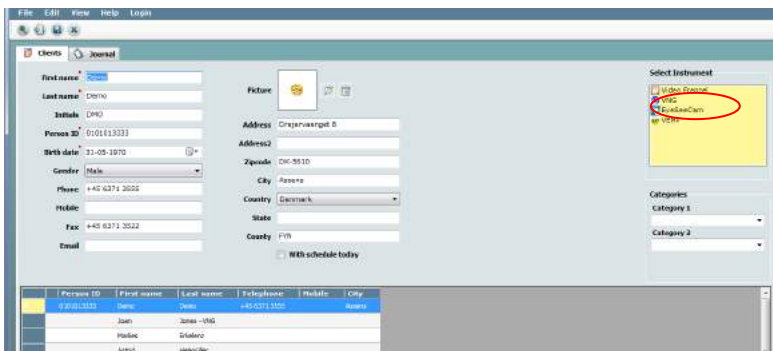 File Edit View Help Login
Clients Journal
First name Demo
Last name Demo
Initials DMO
Person ID 0101013333
Birth date 31-05-1970
Gender Male
Phone +45 6371 3555
Mobile
Fax +45 6371 3522
Email
Picture
Address Drejervaenget 8
Address2
Zipcode DK-5610
City Assens
Country Denmark
State
County FYN
With schedule today
Select Instrument
Video Frenzel
VNG
EyeSeeCam
VEMP
Categories
Category 1
Category 2
Person ID First name Last name Telephone Mobile City
0101013333 Demo Demo +45 6371 3555 Assens
Joan Jones -VNG